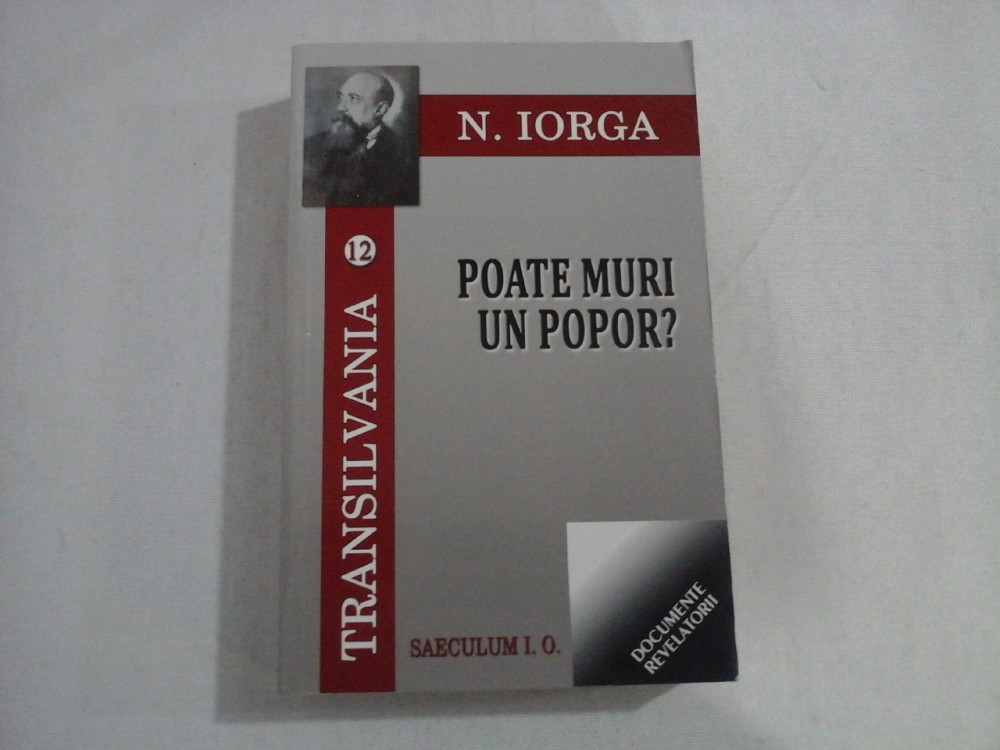 N. IORGA
TRANSILVANIA 12
POATE MURI
UN POPOR?
SAECULUM I. O.
DOCUMENTE
REVELATORII